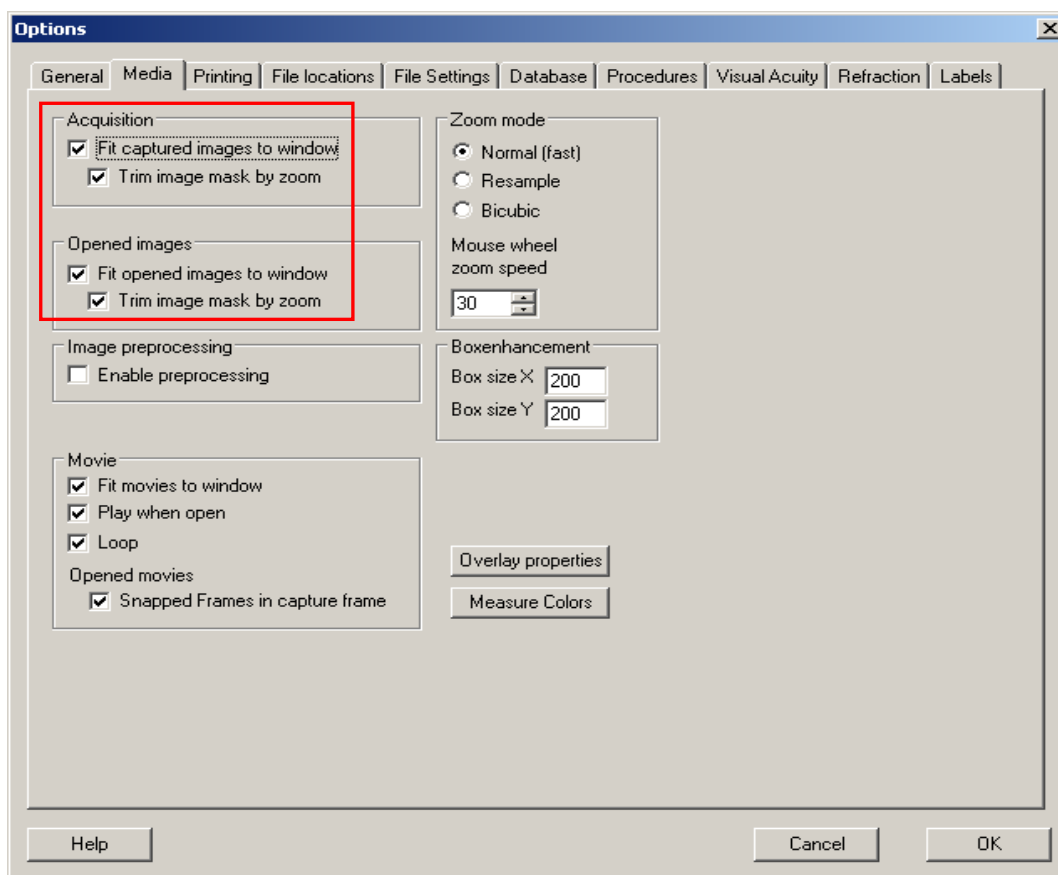 Options
General Media Printing File locations File Settings Database Procedures Visual Acuity Refraction Labels
Acquisition
Fit captured images to window
Trim image mask by zoom
Opened images
Fit opened images to window
Trim image mask by zoom
Image preprocessing
Enable preprocessing
Movie
Fit movies to window
Play when open
Loop
Opened movies
Snapped Frames in capture frame
Zoom mode
Normal (fast)
Resample
Bicubic
Mouse wheel
zoom speed
30
Boxenhancement
Box size X 200
Box size Y 200
Overlay properties
Measure Colors
Help Cancel OK